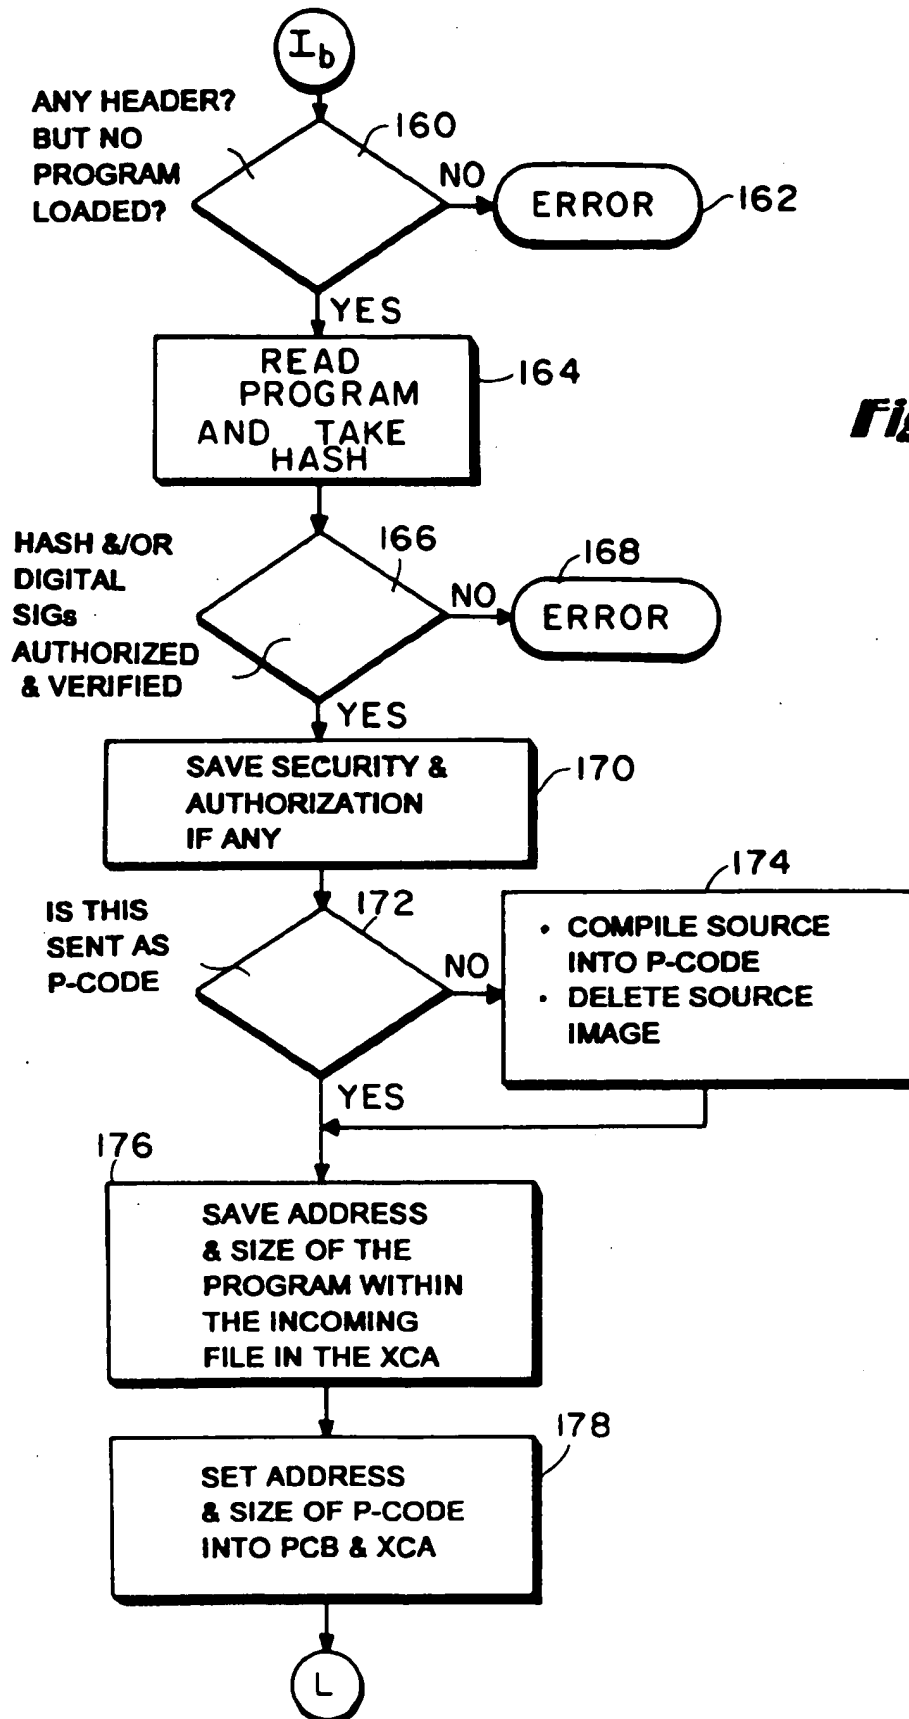 Ib
ANY HEADER?
BUT NO
PROGRAM
LOADED?
160
NO
ERROR
162
YES
READ
PROGRAM
AND TAKE
HASH
164
Fig
HASH &/OR
DIGITAL
SIGs
AUTHORIZED
& VERIFIED
166
NO
168
ERROR
YES
SAVE SECURITY &
AUTHORIZATION
IF ANY
170
IS THIS
SENT AS
P-CODE
172
NO
174
• COMPILE SOURCE
INTO P-CODE
• DELETE SOURCE
IMAGE
YES
176
SAVE ADDRESS
& SIZE OF THE
PROGRAM WITHIN
THE INCOMING
FILE IN THE XCA
178
SET ADDRESS
& SIZE OF P-CODE
INTO PCB & XCA
L